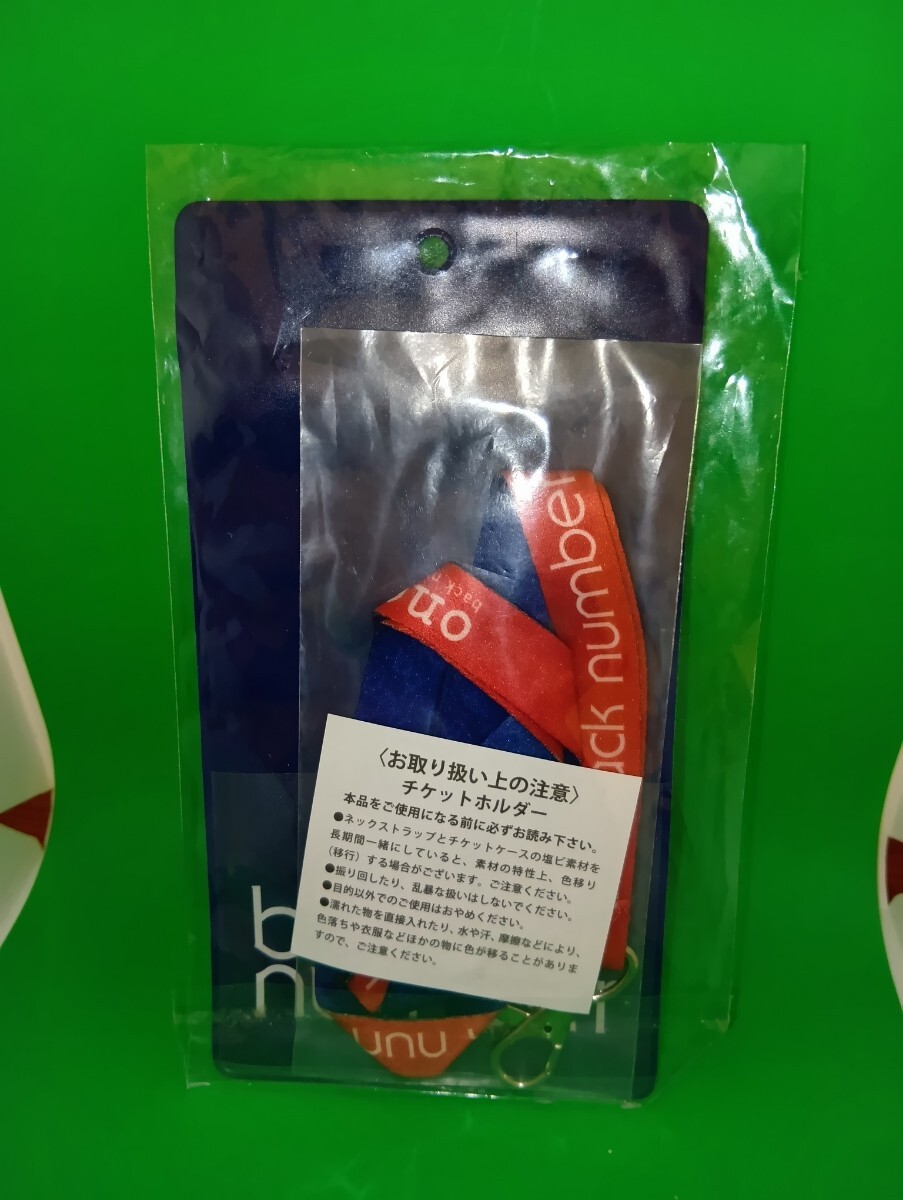 number
back
on
ack number
〈お取り扱い上の注意〉
チケットホルダー
本品をご使用になる前に必ずお読み下さい。
●ネックストラップとチケットケースの塩ビ素材を
長期間一緒にしていると、素材の特性上、色移り
（移行）する場合がございます。ご注意ください。
●振り回したり、乱暴な扱いはしないでください。
●目的以外でのご使用はおやめください。
●濡れた物を直接入れたり、水や汗、摩擦などにより、
色落ちや衣服などほかの物に色が移ることがありま
すので、ご注意ください。
b
nu
num